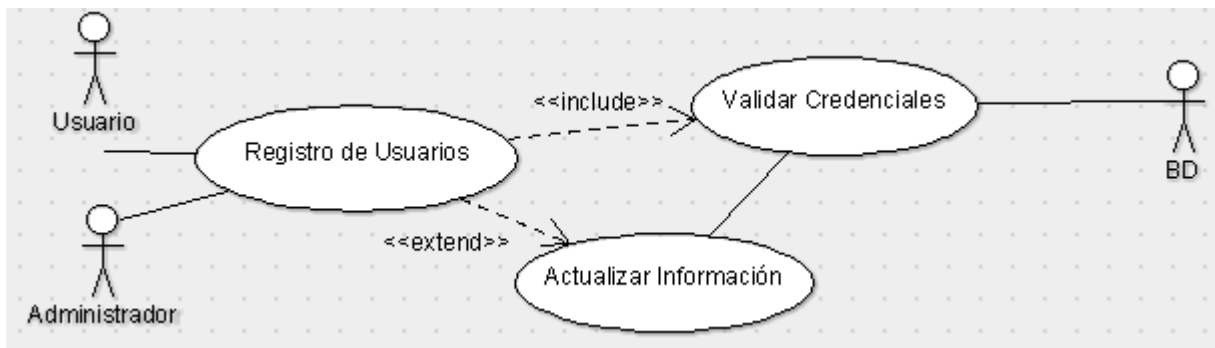 Usuario
<<include>>
Validar Credenciales
Registro de Usuarios
BD
<<extend>>
Actualizar Información
Administrador